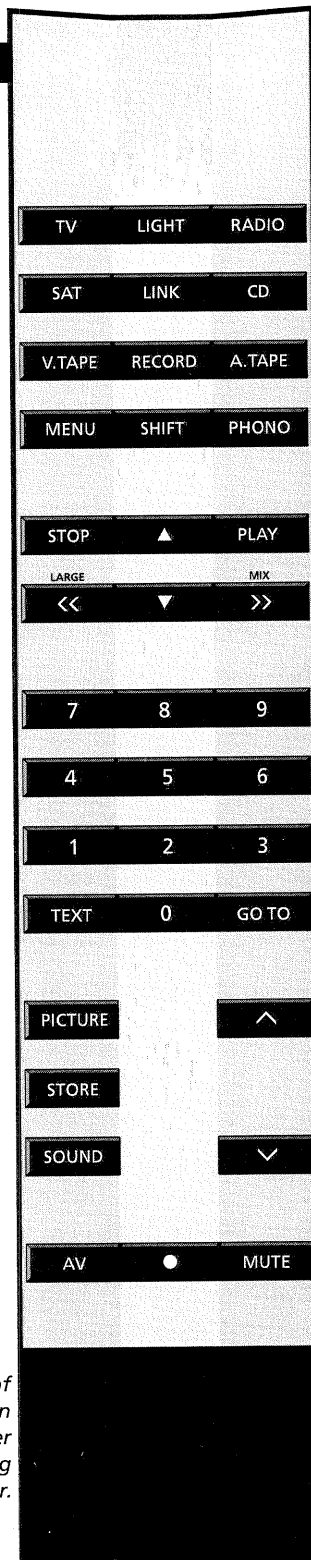 TV LIGHT RADIO
SAT LINK CD
V.TAPE RECORD A.TAPE
MENU SHIFT PHONO
STOP ▲ PLAY
LARGE MIX
<< ▼ >>
7 8 9
4 5 6
1 2 3
TEXT 0 GO TO
PICTURE
STORE
SOUND
AV MUTE